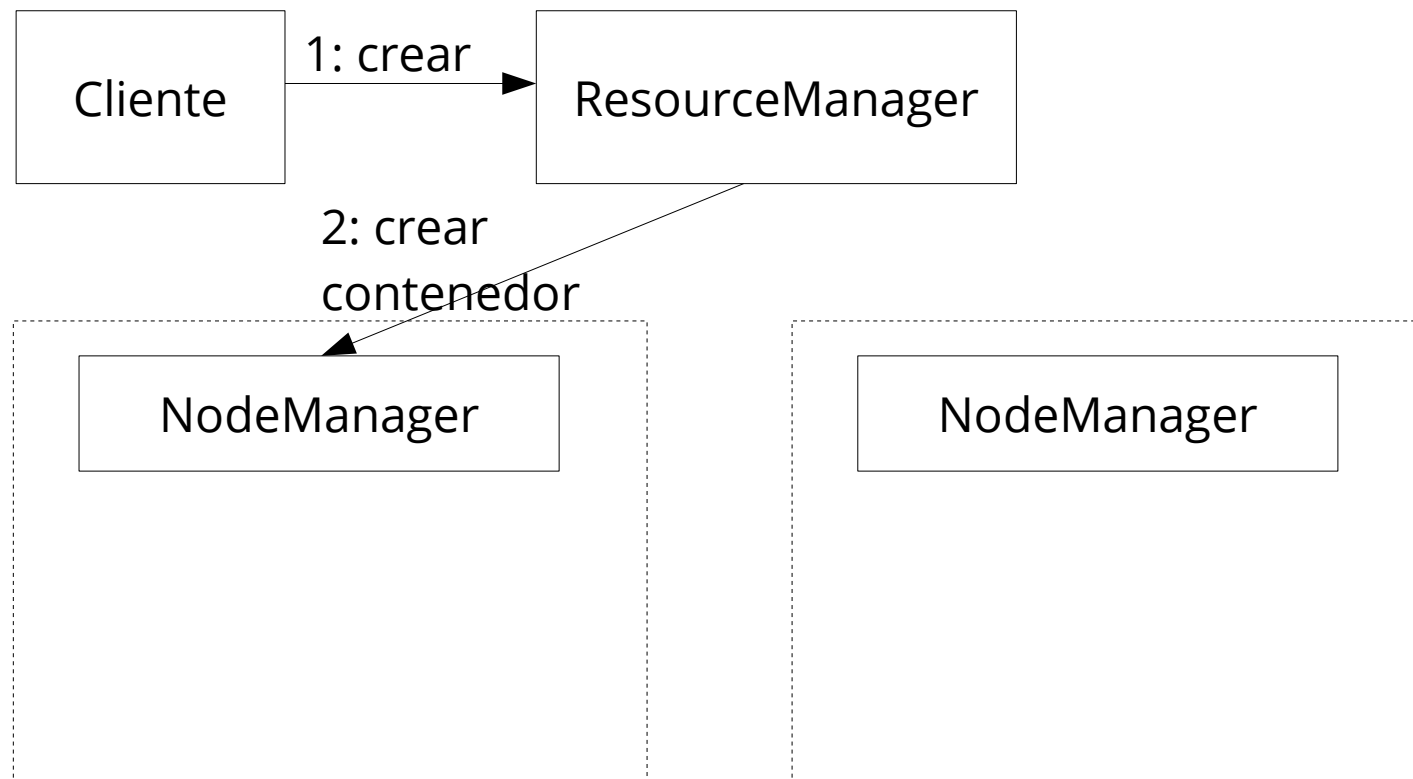 Cliente
1: crear
ResourceManager
2: crear
contenedor
NodeManager
NodeManager